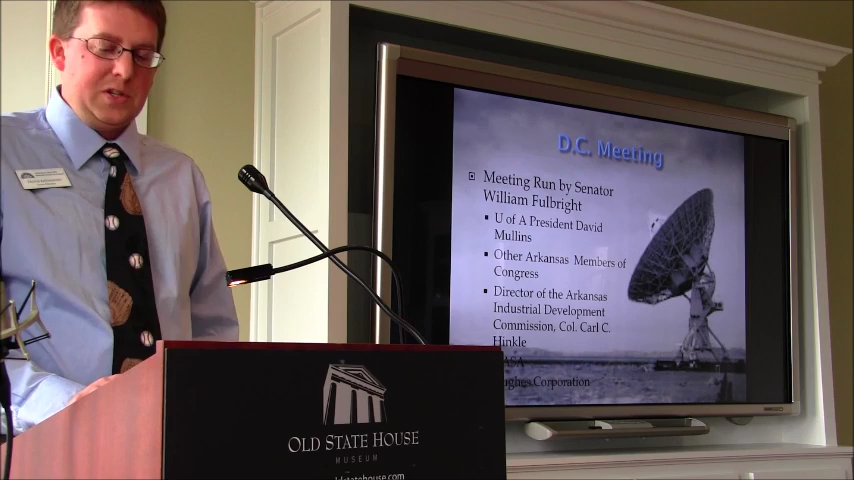 D.C. Meeting
Meeting Run by Senator
William Fulbright
U of A President David
Mullins
Other Arkansas Members of
Congress
Director of the Arkansas
Industrial Development
Commission, Col. Carl C.
Hinkle
Corporation
OLD STATE HOUSE
MUSEUM